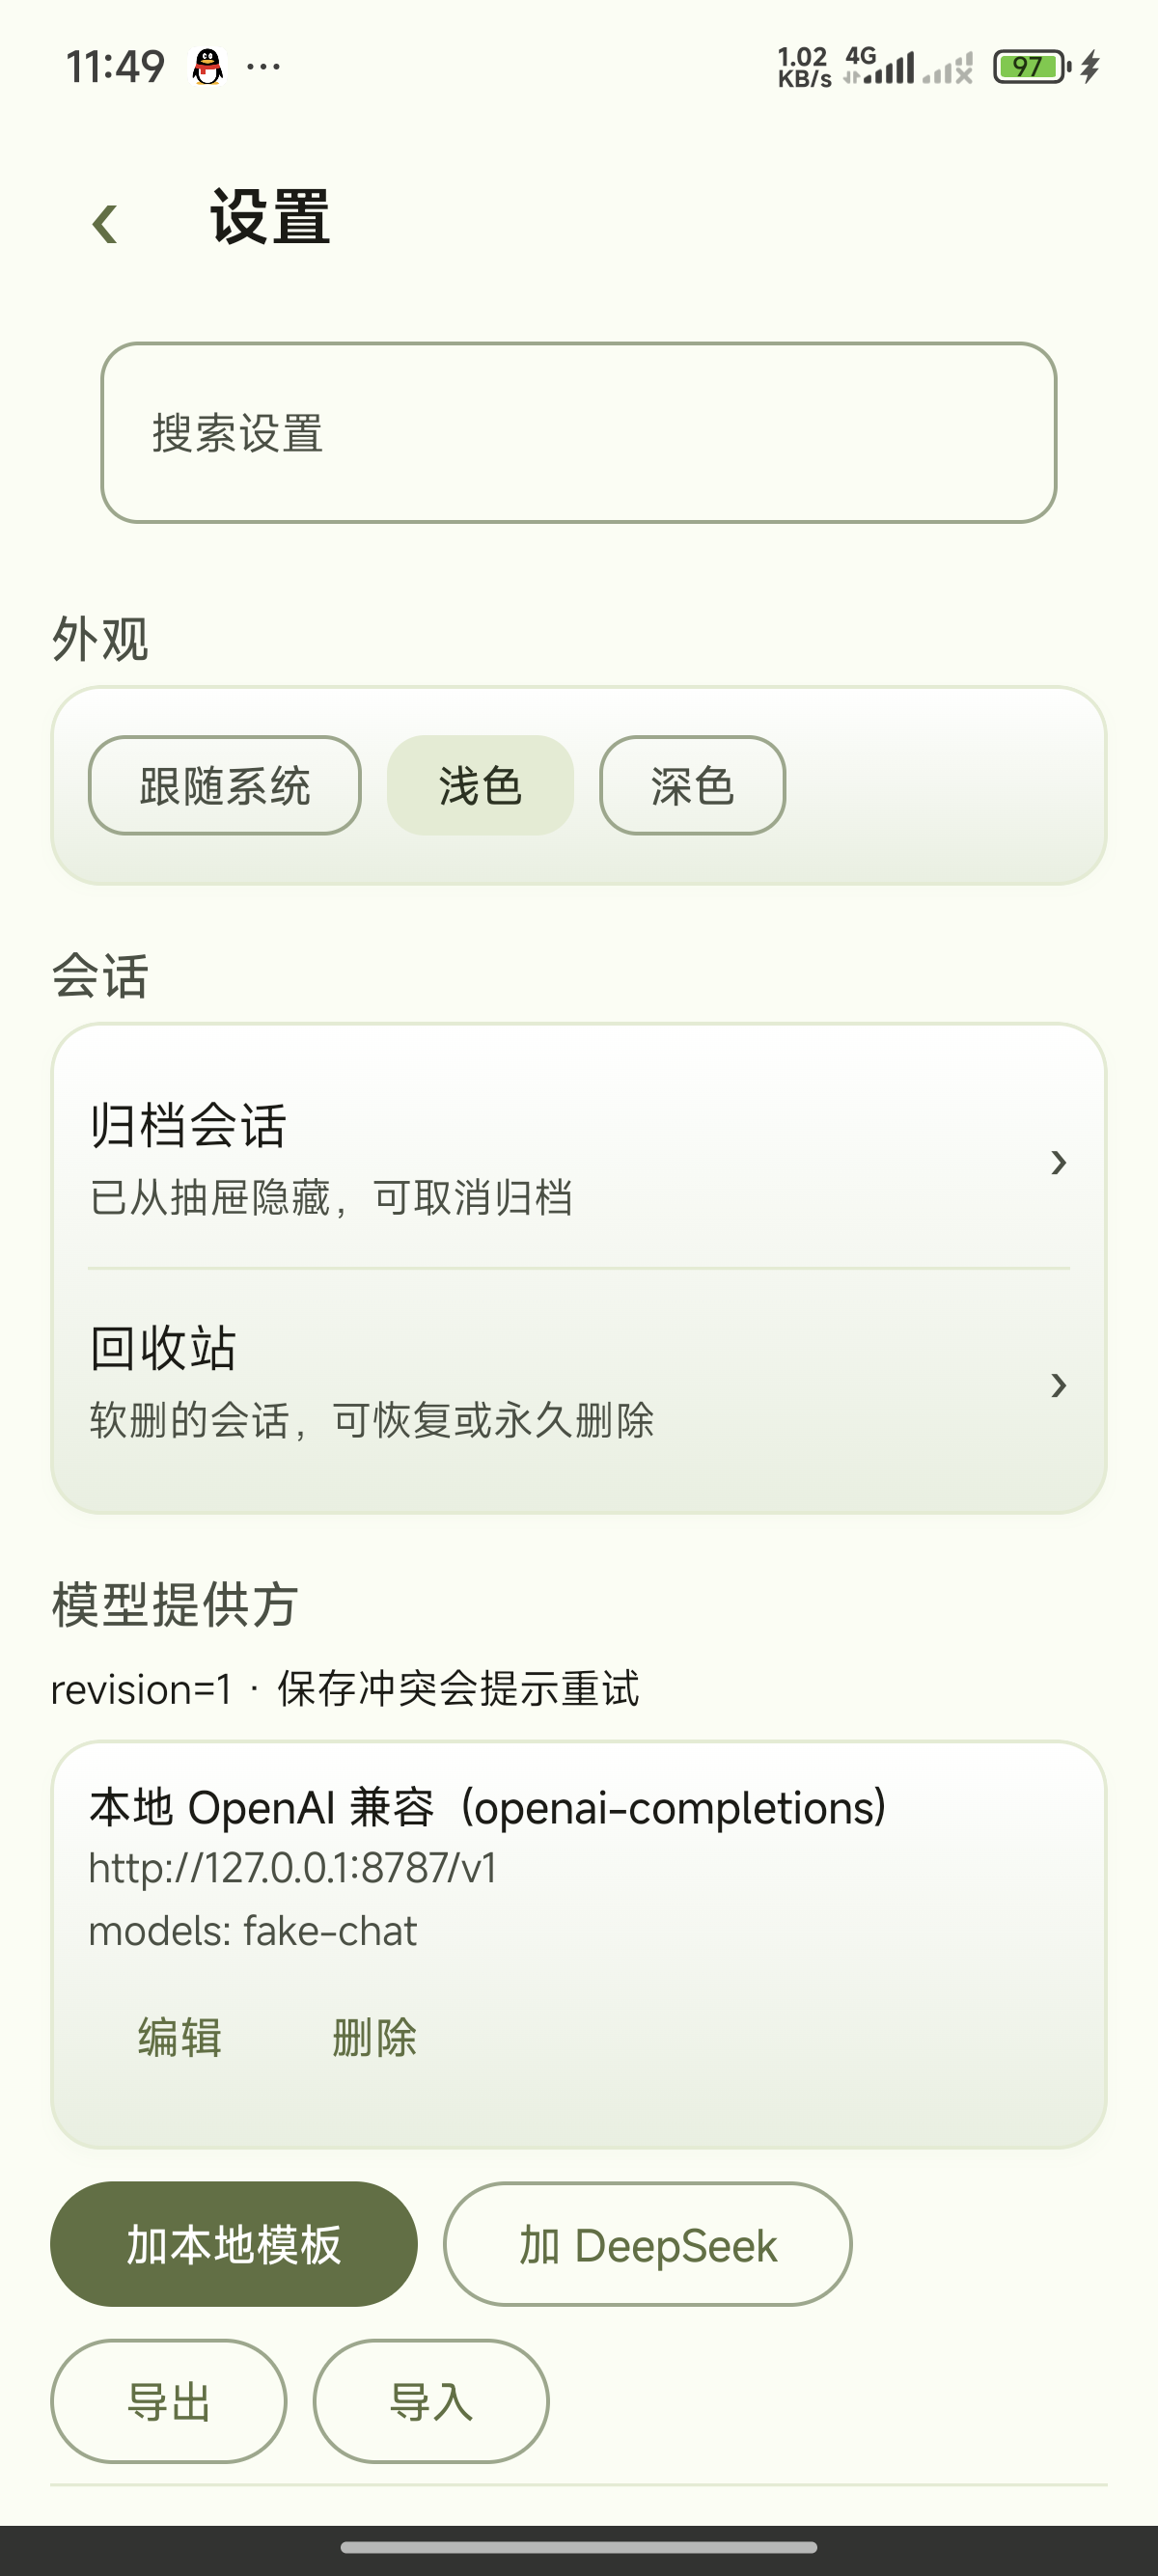 11:49
1.02
KB/s
4G
97
设置
搜索设置
外观
跟随系统
浅色
深色
会话
归档会话
已从抽屉隐藏，可取消归档
回收站
软删的会话，可恢复或永久删除
模型提供方
revision=1 · 保存冲突会提示重试
本地 OpenAI 兼容（openai-completions）
http://127.0.0.1:8787/v1
models: fake-chat
编辑
删除
加本地模板
加 DeepSeek
导出
导入